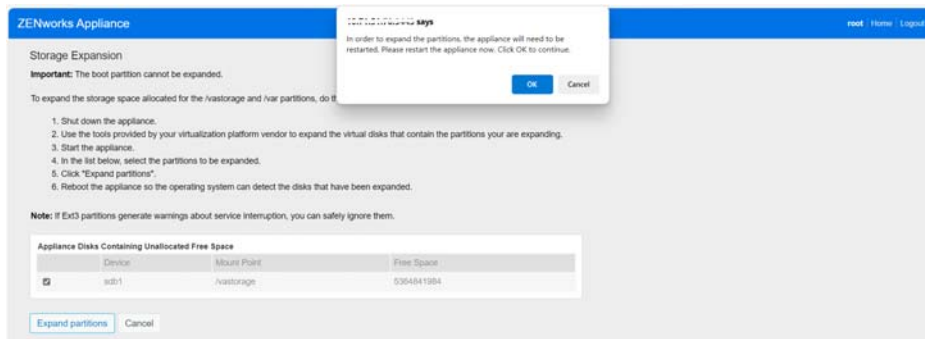 ZENworks Appliance
root Home Logout
says
In order to expand the partitions, the appliance will need to be
restarted. Please restart the appliance now. Click OK to continue.
OK Cancel
Storage Expansion
Important: The boot partition cannot be expanded.
To expand the storage space allocated for the /vastorage and /var partitions, do th
1. Shut down the appliance.
2. Use the tools provided by your virtualization platform vendor to expand the virtual disks that contain the partitions your are expanding.
3. Start the appliance.
4. In the list below, select the partitions to be expanded.
5. Click "Expand partitions".
6. Reboot the appliance so the operating system can detect the disks that have been expanded.
Note: If Ext3 partitions generate warnings about service interruption, you can safely ignore them.
Appliance Disks Containing Unallocated Free Space
Device Mount Point Free Space
sdb1 /vastorage 5364841984
Expand partitions Cancel